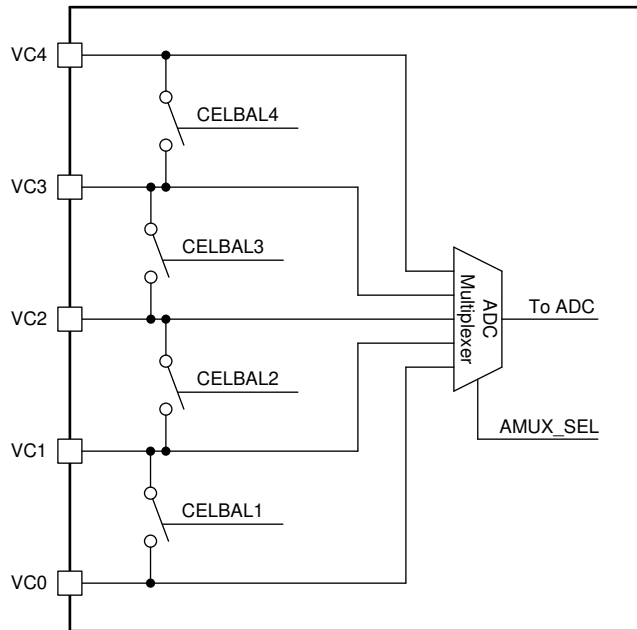 VC4
CELBAL4
VC3
CELBAL3
VC2
ADC
Multiplexer
To ADC
CELBAL2
AMUX_SEL
VC1
CELBAL1
VC0